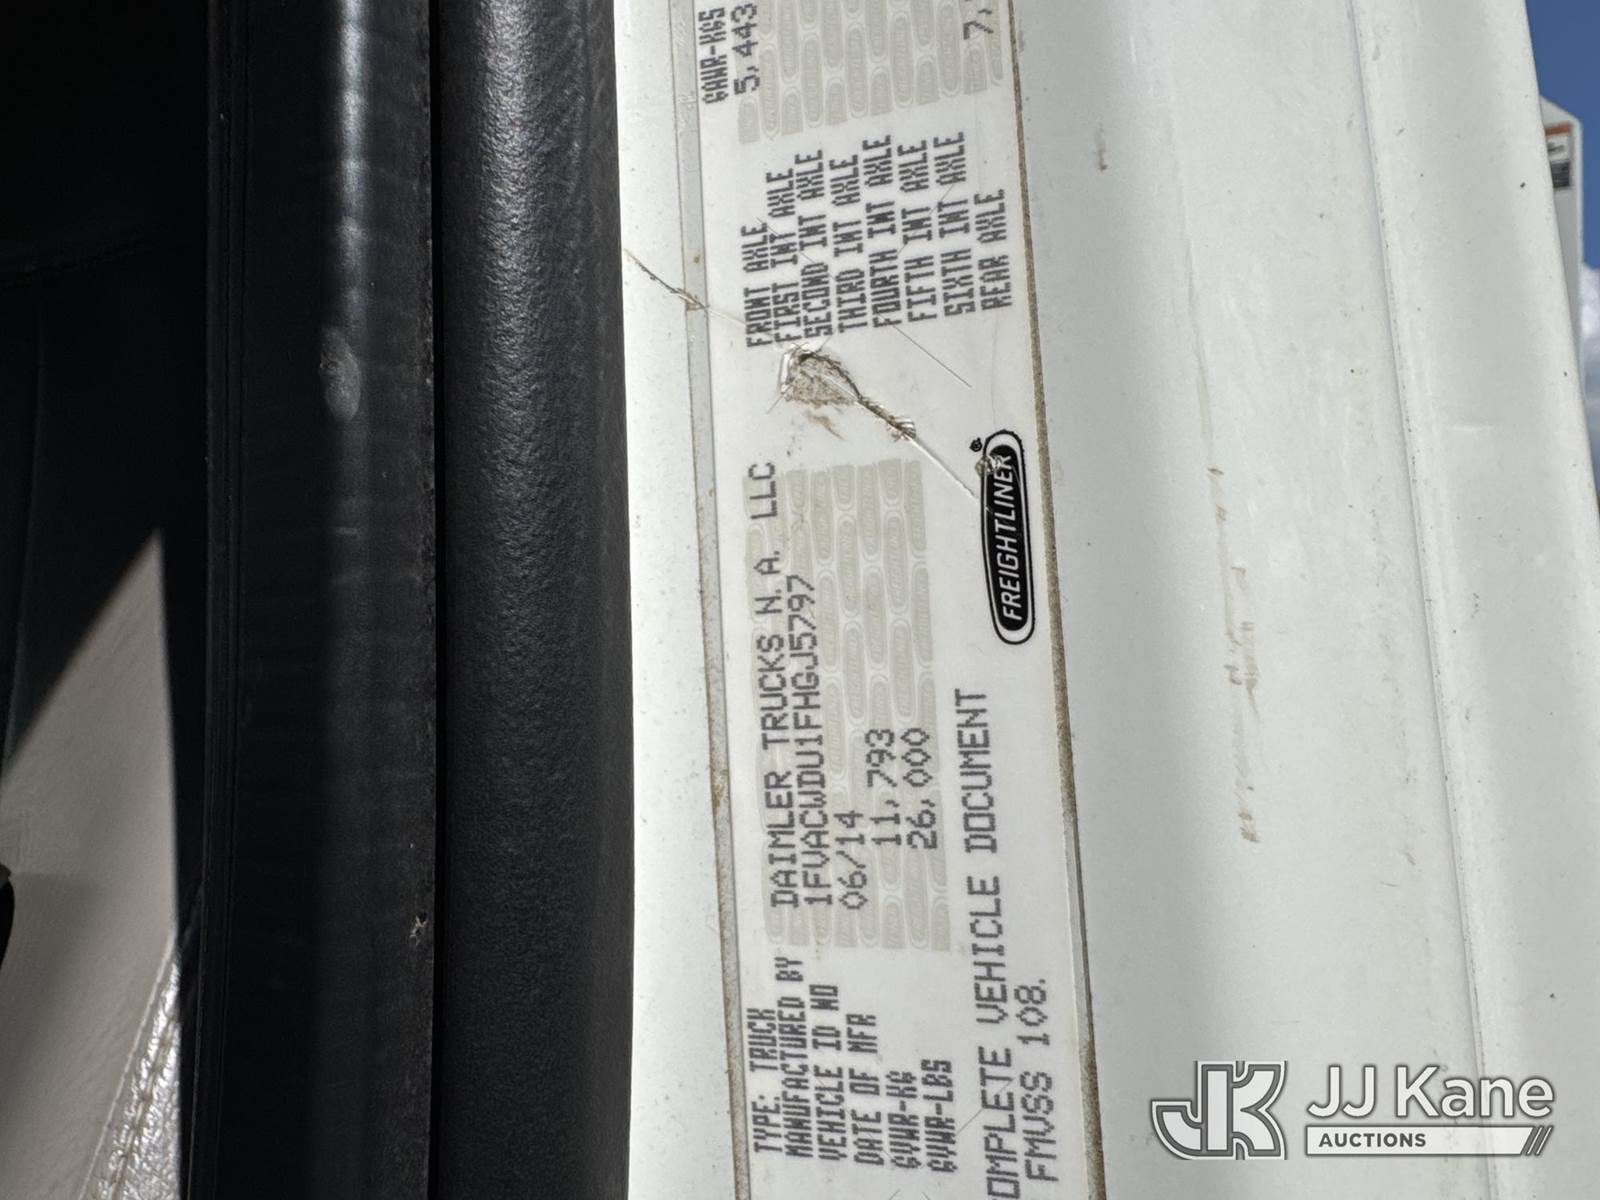 TYPE: TRUCK
MANUFACTURED BY DAIMLER TRUCKS N.A. LLC
VEHICLE ID NO 1FVACWDU1FHGJ5797
DATE OF MFR 06/14
GVWR-KG 11,793
GVWR-LBS 26,000
OMPLETE VEHICLE DOCUMENT
FMVSS 108.
FREIGHTLINER®
GAWR-KGS
FRONT AXLE 5,443
FIRST INT AXLE
SECOND INT AXLE
THIRD INT AXLE
FOURTH INT AXLE
FIFTH INT AXLE
SIXTH INT AXLE
REAR AXLE 7,
JK JJ Kane
AUCTIONS